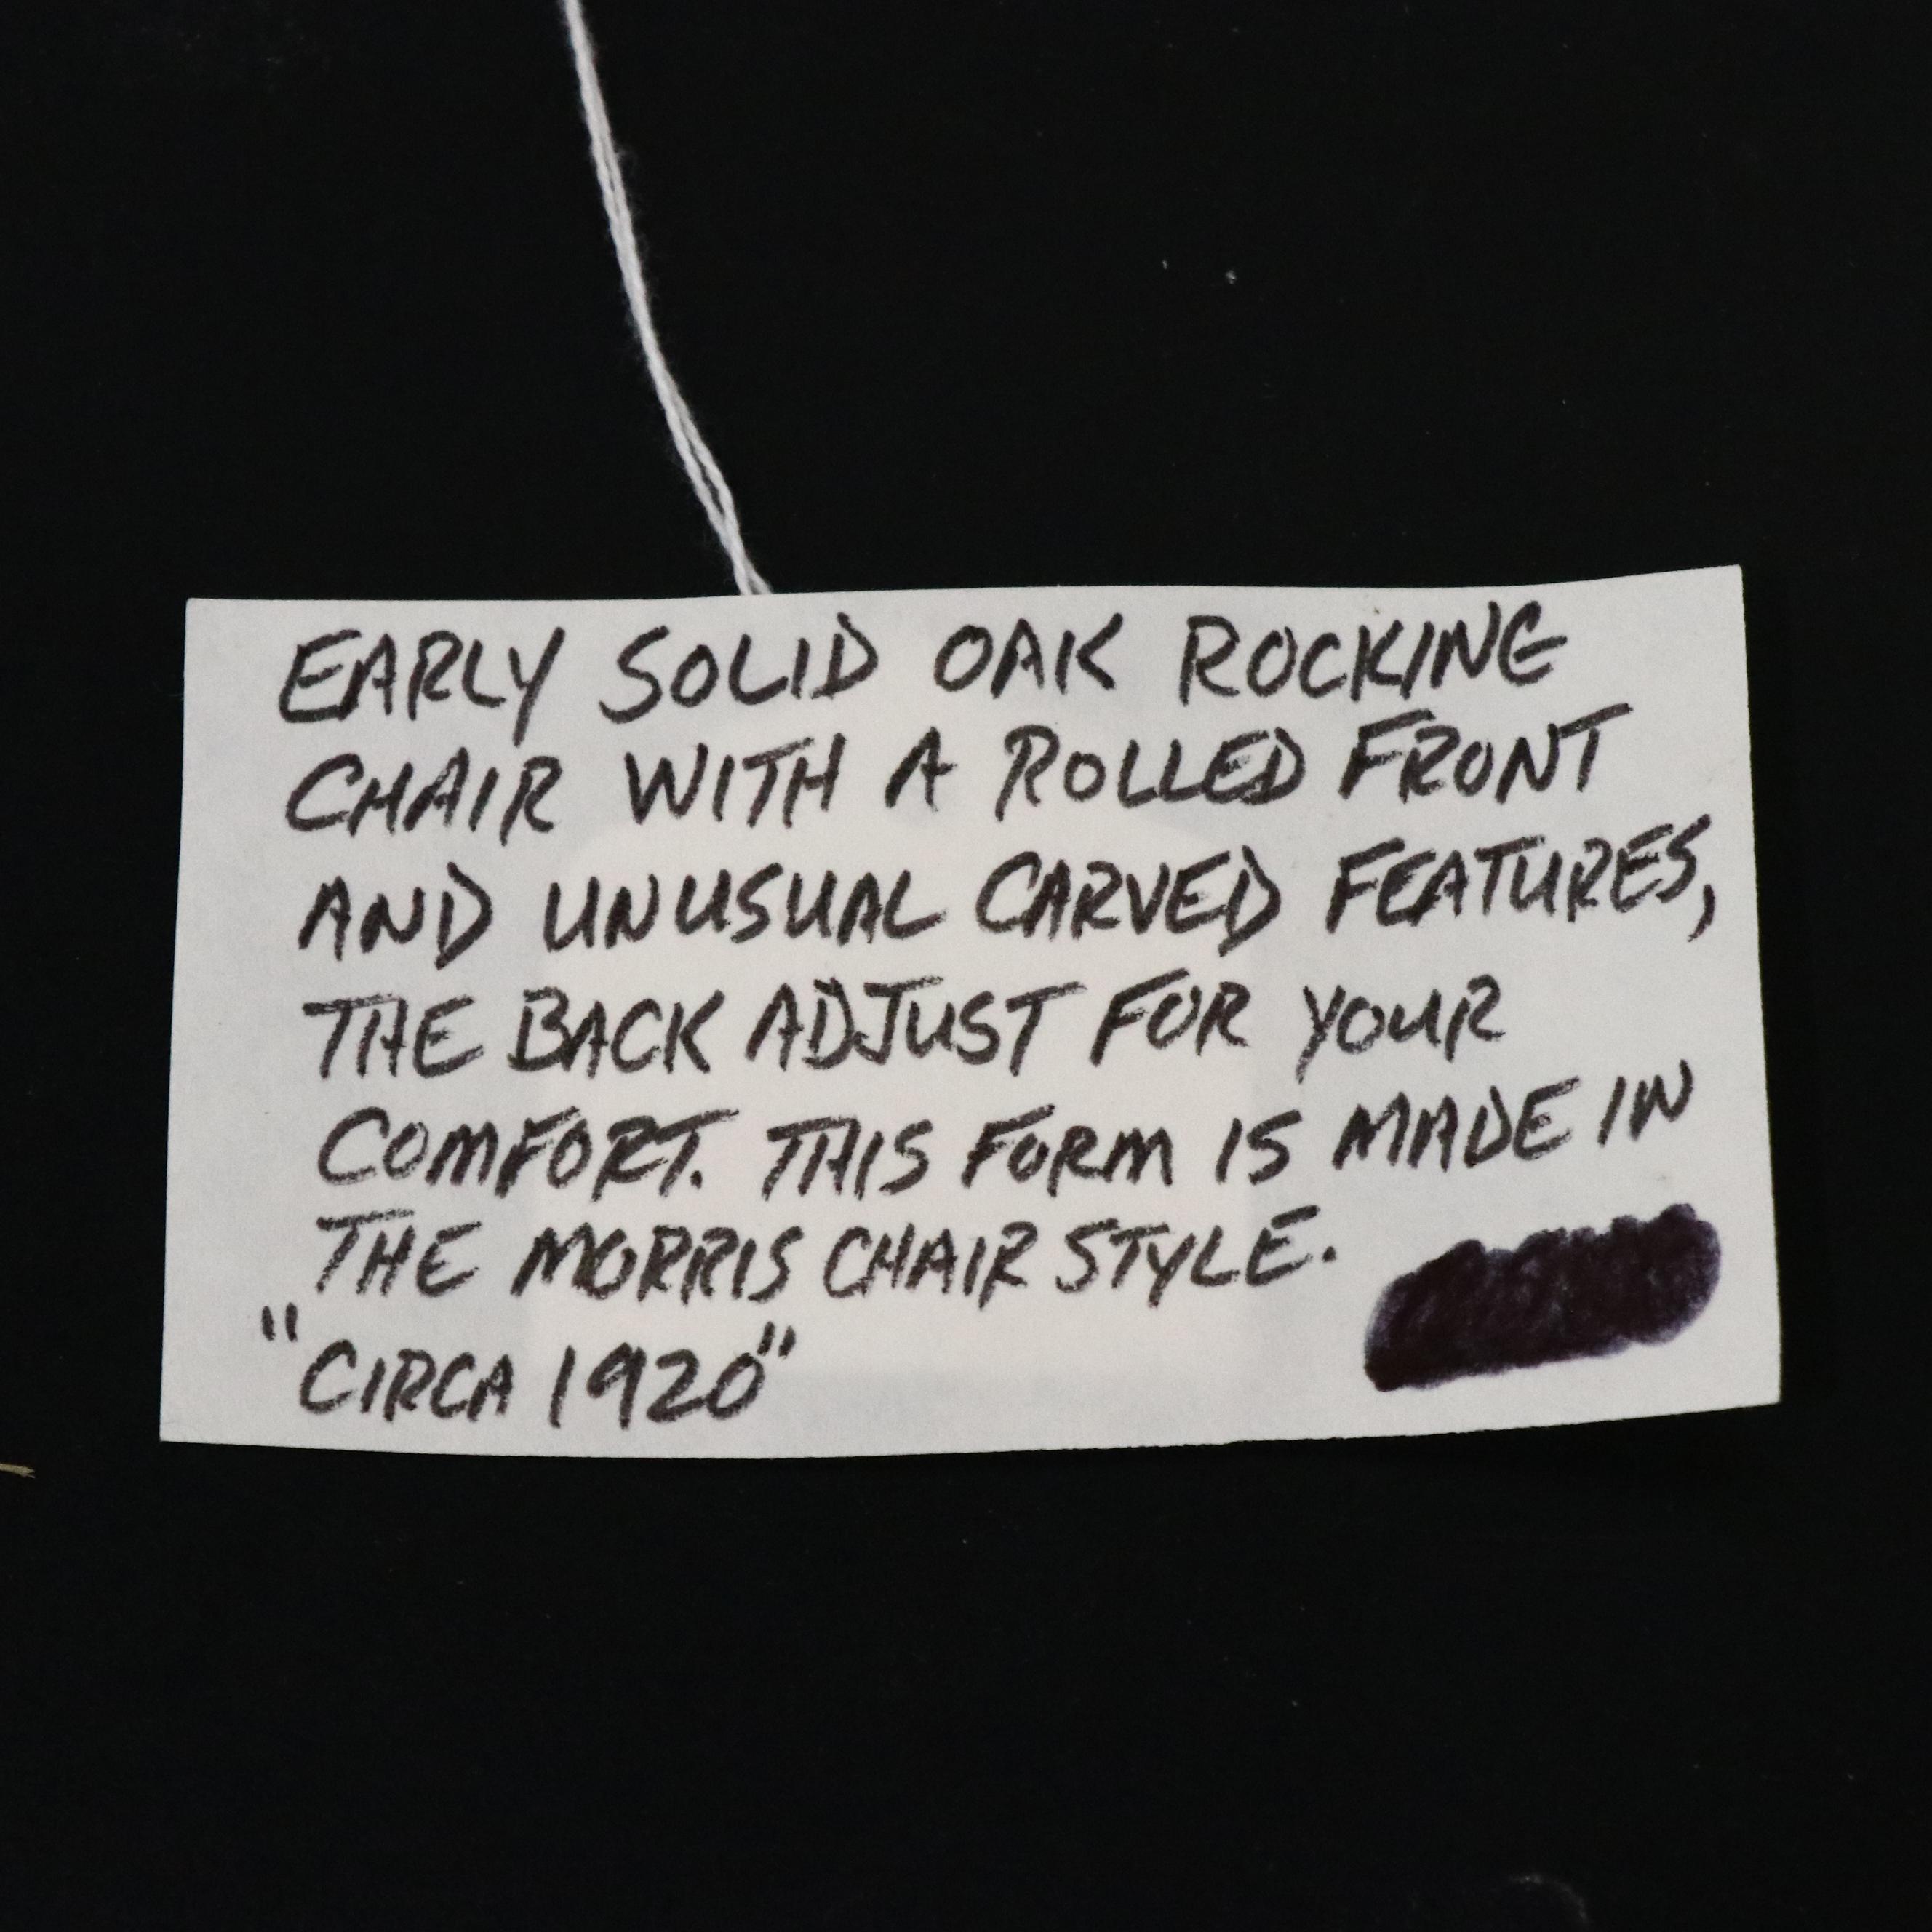 EARLY SOLID OAK ROCKING
CHAIR WITH A ROLLED FRONT
AND UNUSUAL CARVED FEATURES,
THE BACK ADJUST FOR YOUR
COMFORT. THIS FORM IS MADE IN
THE MORRIS CHAIR STYLE.
"CIRCA 1920"